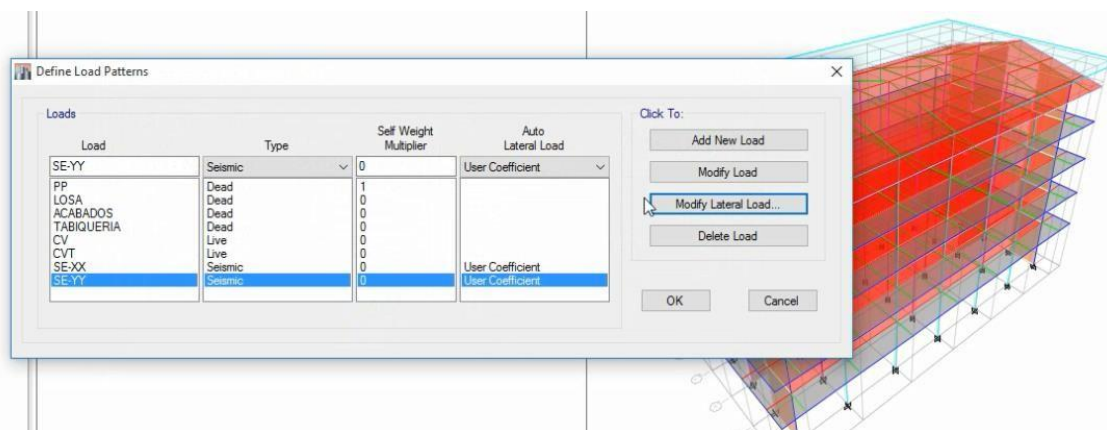 Define Load Patterns
Loads
Click To:
Load Type Self Weight Multiplier Auto Lateral Load
SE-YY Seismic 0 User Coefficient
PP Dead 1
LOSA Dead 0
ACABADOS Dead 0
TABIQUERIA Dead 0
CV Live 0
CVT Live 0
SE-XX Seismic 0 User Coefficient
SE-YY Seismic 0 User Coefficient
Add New Load
Modify Load
Modify Lateral Load...
Delete Load
OK Cancel